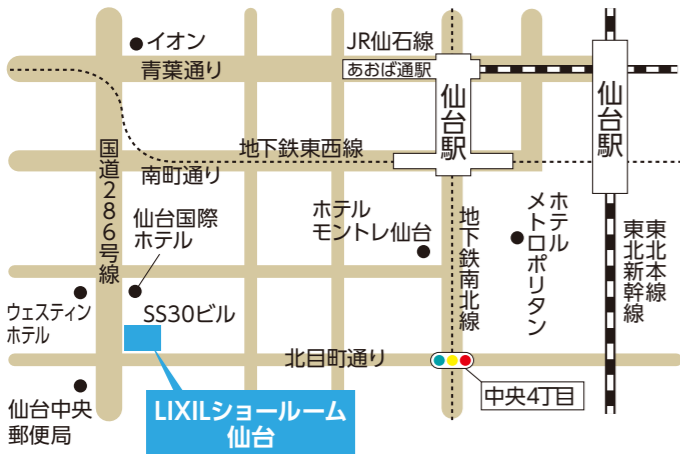 イオン
青葉通り
JR仙石線
あおば通駅
仙台駅
仙台駅
地下鉄東西線
南町通り
国道286号線
仙台国際
ホテル
ホテル
モントレ仙台
地下鉄南北線
ホテル
メトロポリタン
東北本線
東北新幹線
ウェスティン
ホテル
SS30ビル
北目町通り
中央4丁目
仙台中央
郵便局
LIXILショールーム
仙台